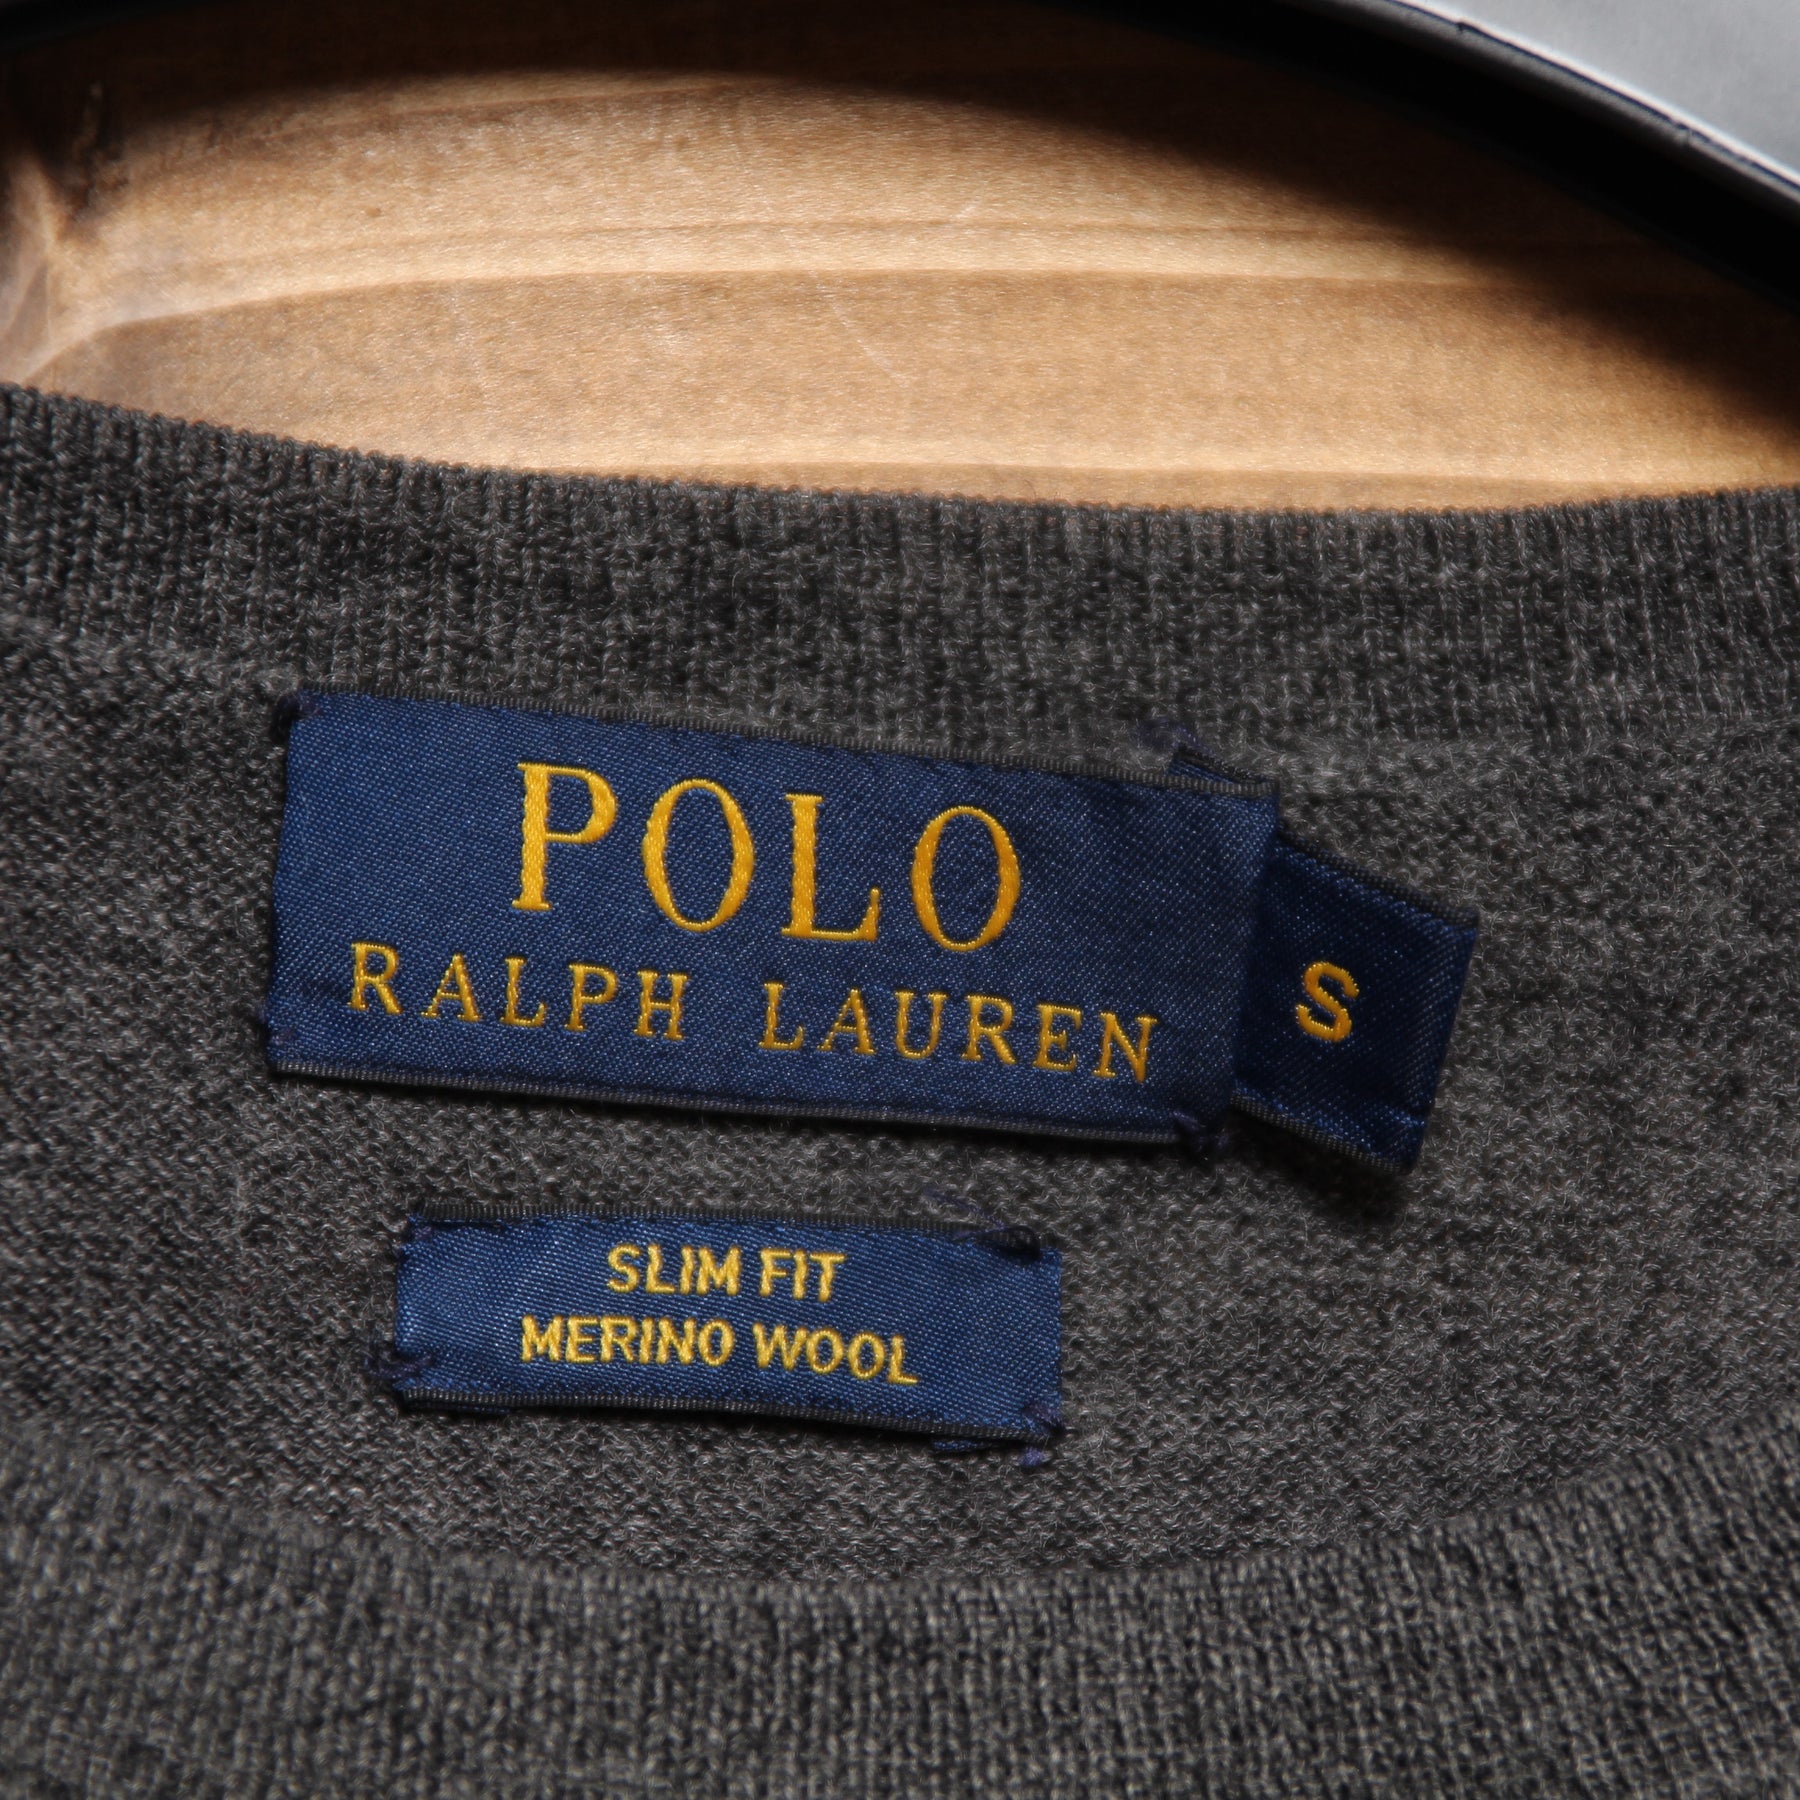 POLO
RALPH LAUREN
S
SLIM FIT
MERINO WOOL